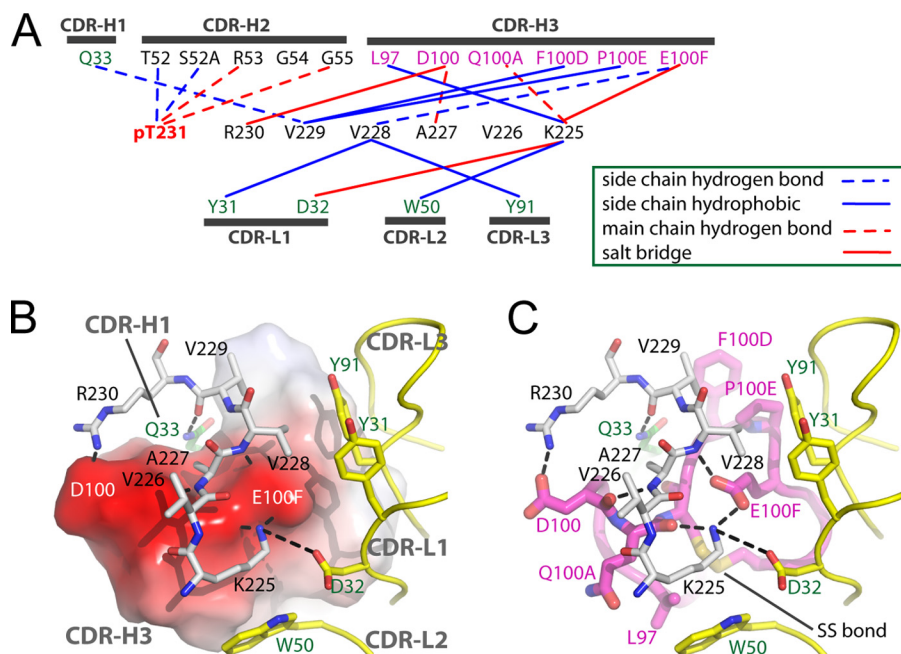 A
CDR-H1 CDR-H2 CDR-H3
Q33 T52 S52A R53 G54 G55 L97 D100 Q100A F100D P100E E100F
pT231 R230 V229 V228 A227 V226 K225
Y31 D32 W50 Y91
CDR-L1 CDR-L2 CDR-L3
side chain hydrogen bond
side chain hydrophobic
main chain hydrogen bond
salt bridge
B
CDR-H1
V229
CDR-L3
R230
Y91
Q33
Y31
A227
V228
D100
V226
E100F
CDR-L1
K225
D32
CDR-H3
W50
CDR-L2
C
F100D
V229
P100E
R230
Y91
Q33
Y31
A227
V226
V228
D100
E100F
Q100A
K225
D32
L97
SS bond
W50